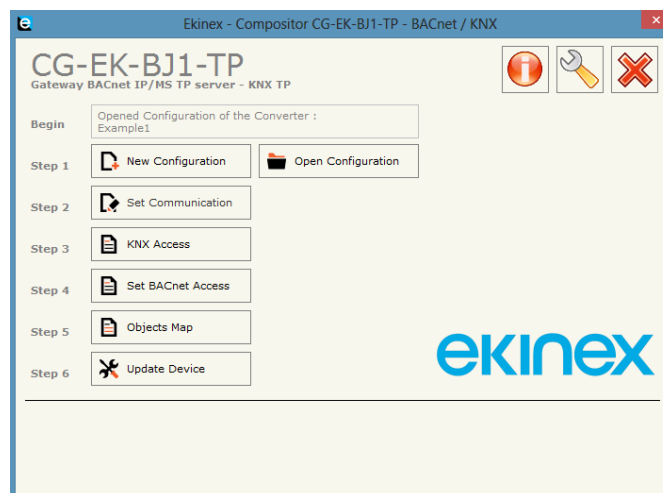 Ekinex - Compositor CG-EK-BJ1-TP - BACnet / KNX
CG-EK-BJ1-TP
Gateway BACnet IP/MS TP server - KNX TP
Begin
Opened Configuration of the Converter :
Example1
Step 1
New Configuration
Open Configuration
Step 2
Set Communication
Step 3
KNX Access
Step 4
Set BACnet Access
Step 5
Objects Map
Step 6
Update Device
ekinex